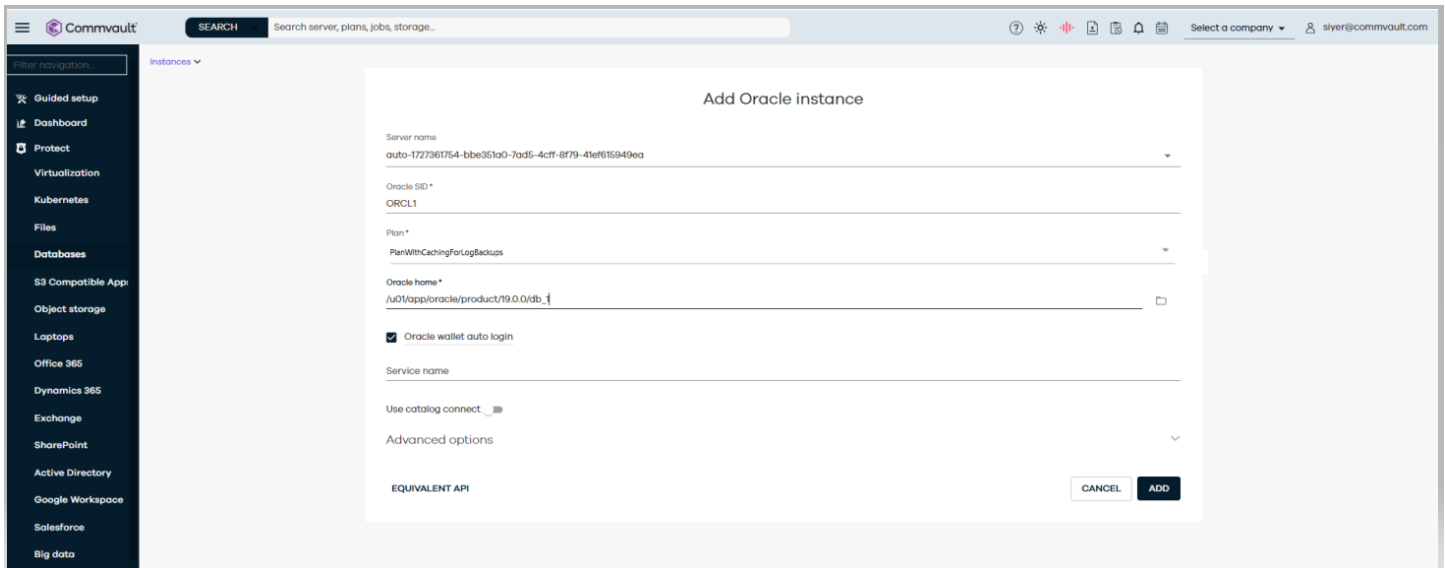 Commvault
SEARCH
Search server, plans, jobs, storage...
Select a company
siyer@commvault.com
Filter navigation...
Guided setup
Dashboard
Protect
Virtualization
Kubernetes
Files
Databases
S3 Compatible App
Object storage
Laptops
Office 365
Dynamics 365
Exchange
SharePoint
Active Directory
Google Workspace
Salesforce
Big data
Instances
Add Oracle instance
Server name
auto-1727361754-bbe351a0-7ad5-4cff-8f79-41ef615949ea
Oracle SID *
ORCL1
Plan *
PlanWithCachingForLogBackups
Oracle home *
/u01/app/oracle/product/19.0.0/db_1
Oracle wallet auto login
Service name
Use catalog connect
Advanced options
EQUIVALENT API
CANCEL
ADD